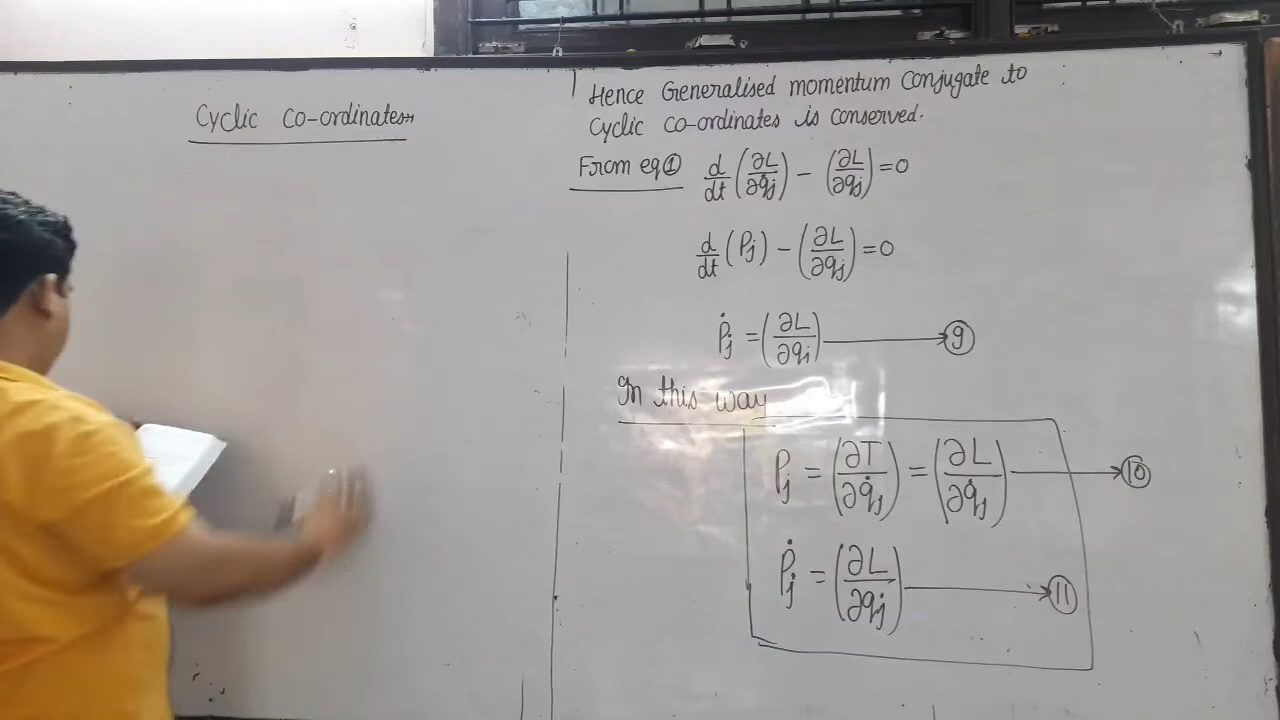 Cyclic Co-ordinates
Hence Generalised momentum Conjugate to
Cyclic co-ordinates is conserved.
From eq① d/dt (∂L/∂q̇j) − (∂L/∂qj) = 0
d/dt (Pj) − (∂L/∂qj) = 0
Ṗj = (∂L/∂qj) → ⑨
In this way
Pj = (∂T/∂q̇j) = (∂L/∂q̇j) → ⑩
Ṗj = (∂L/∂qj) → ⑪